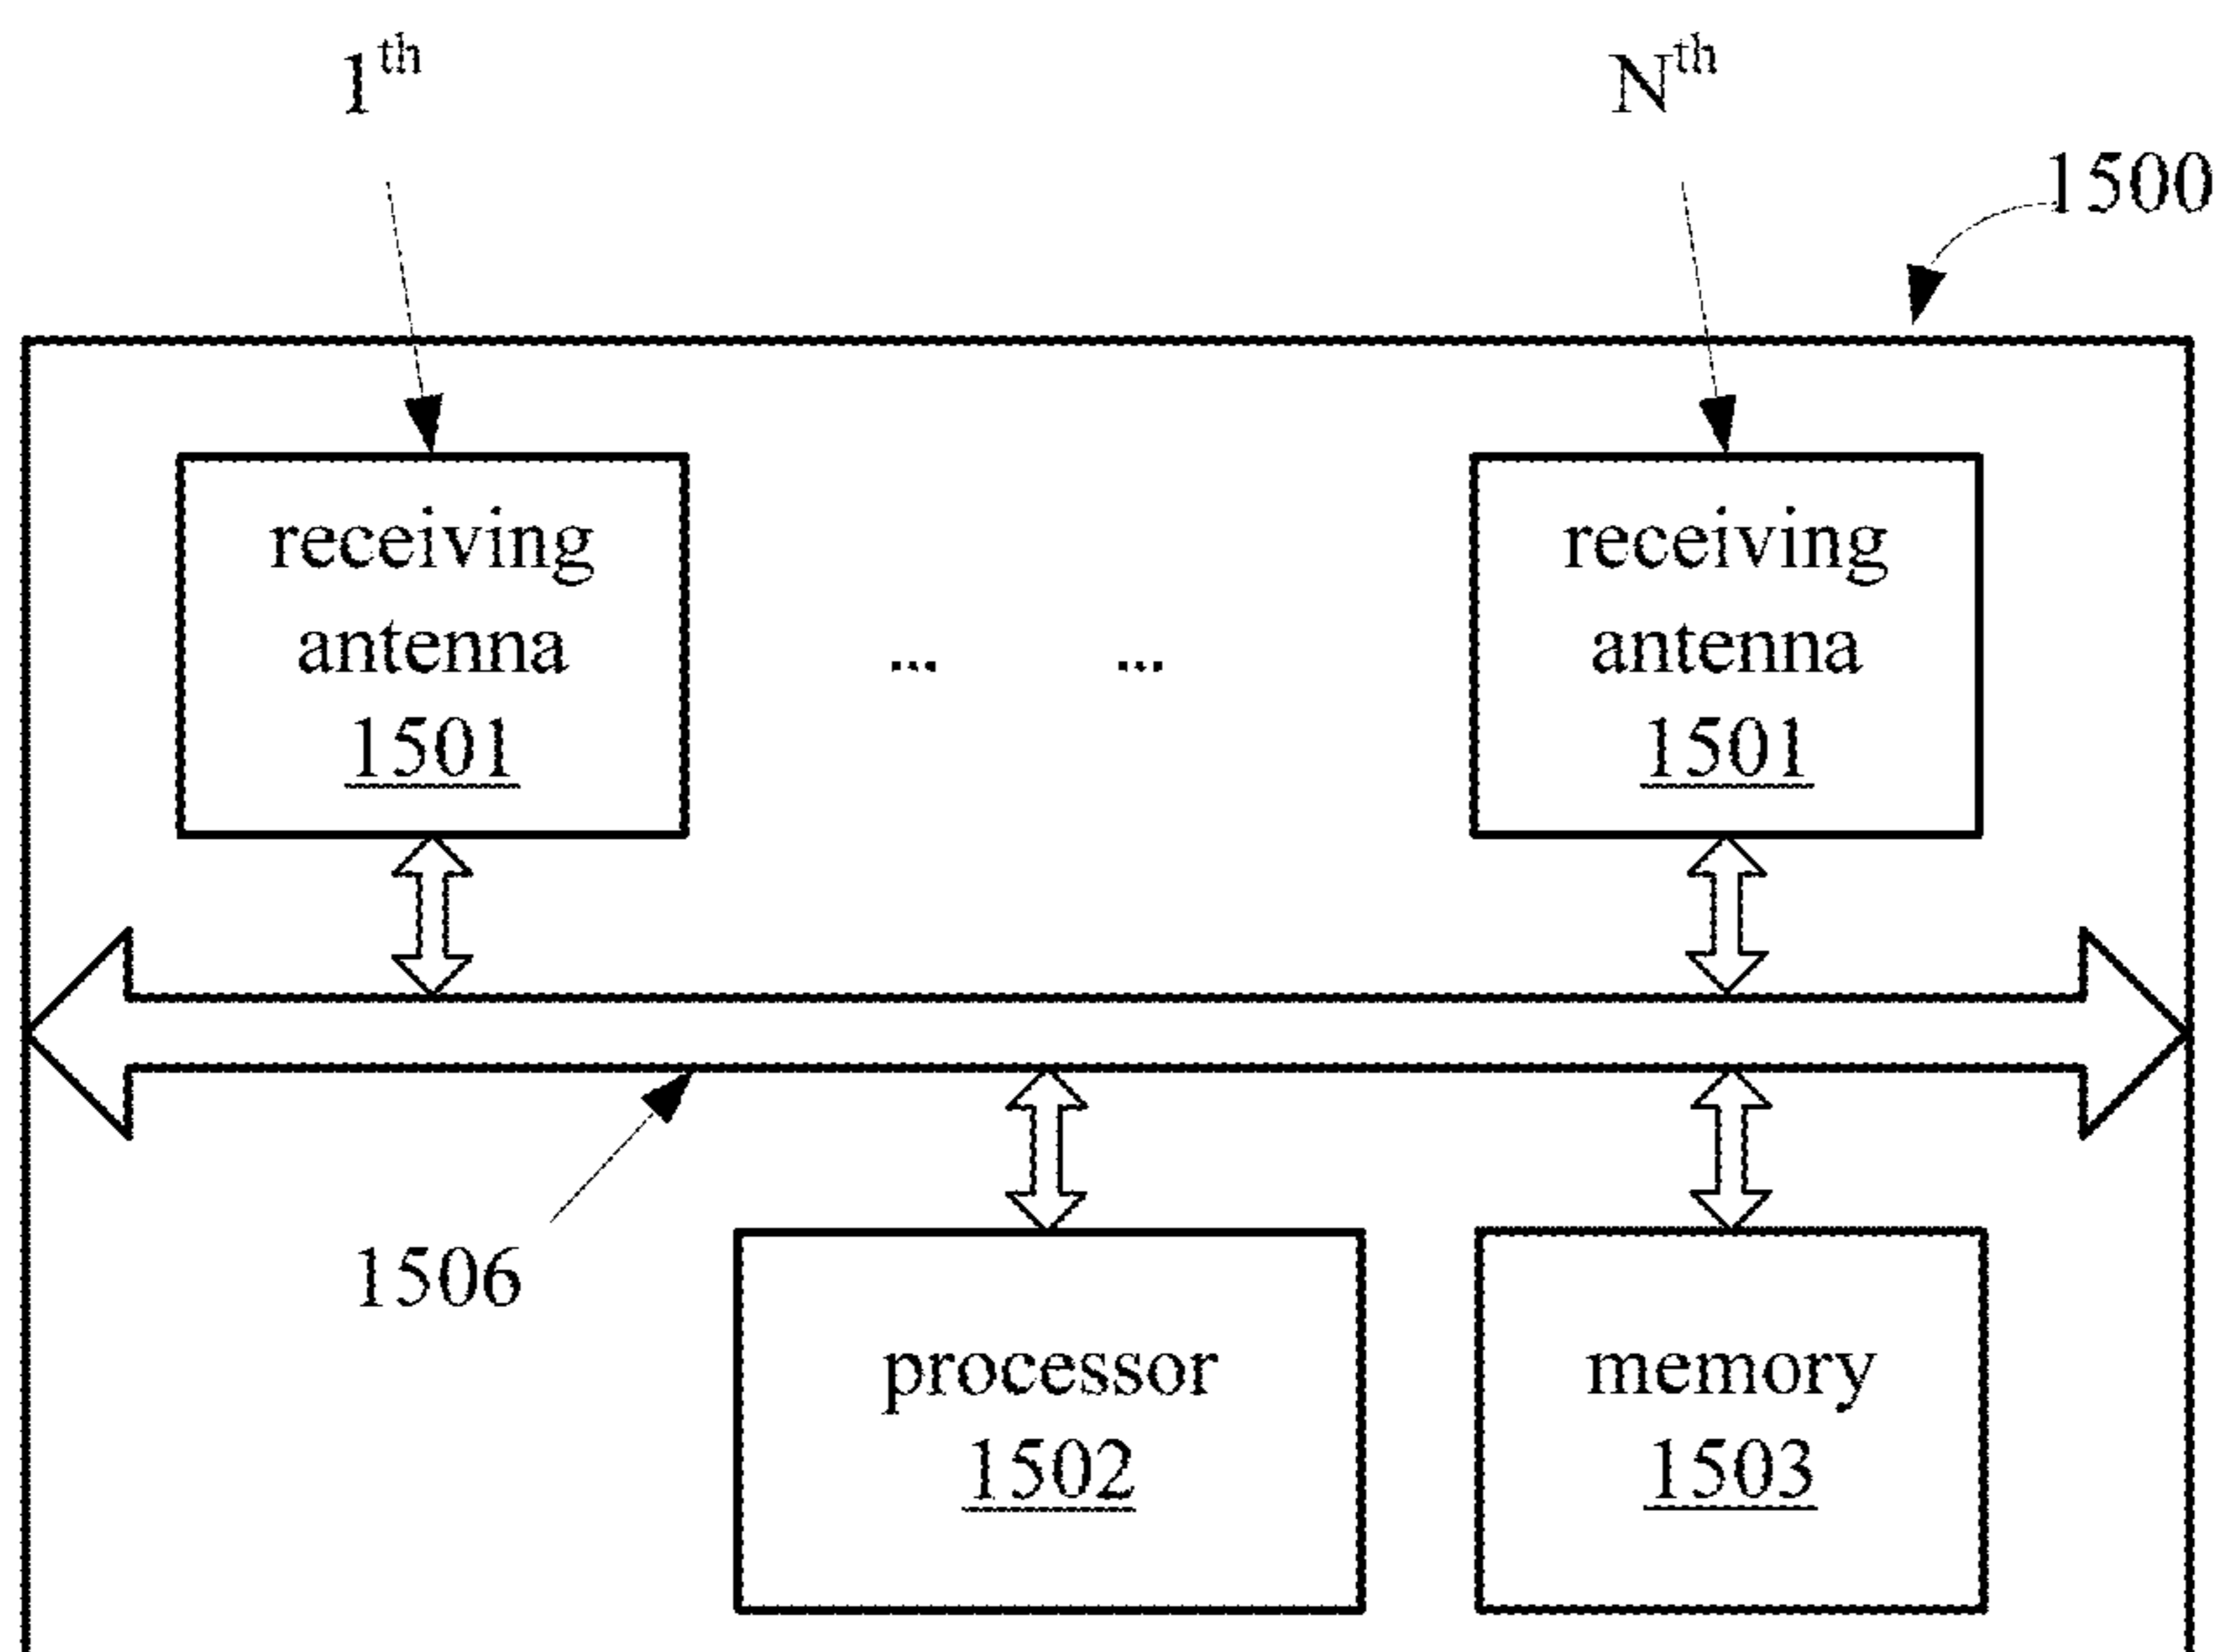 1th
Nth
1500
receiving
antenna
1501
... ...
receiving
antenna
1501
1506
processor
1502
memory
1503